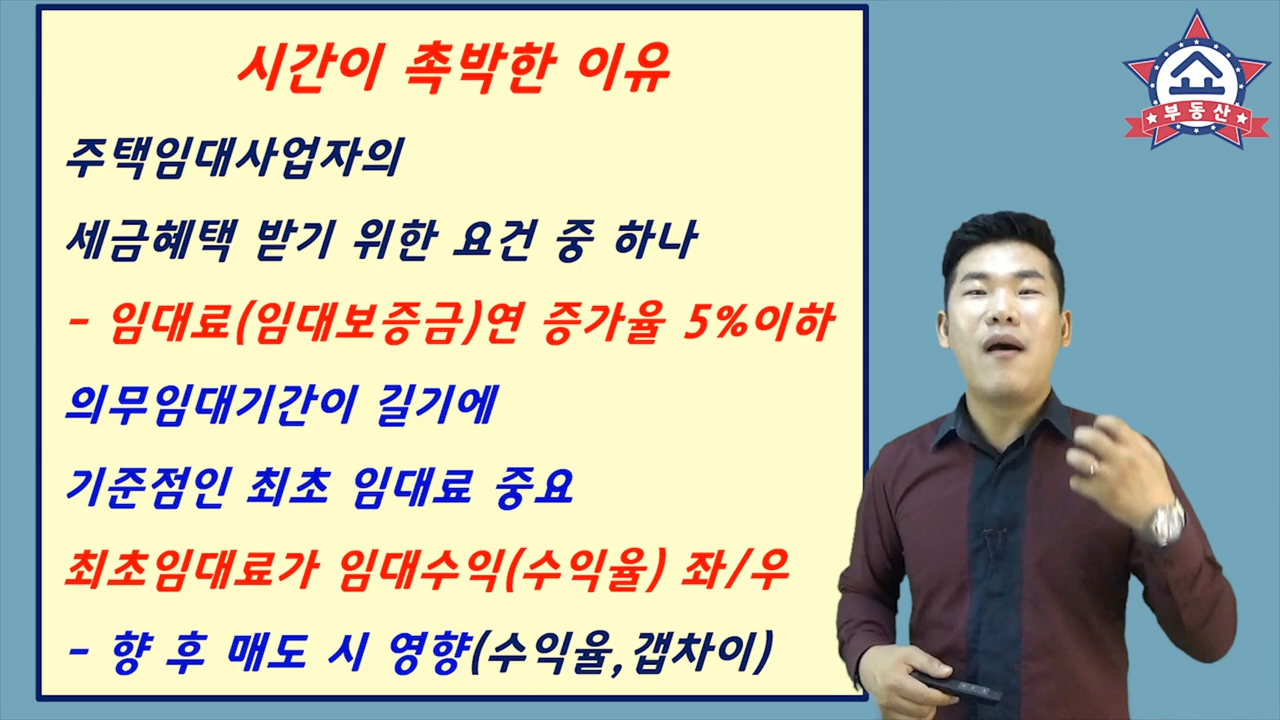 시간이 촉박한 이유
주택임대사업자의
세금혜택 받기 위한 요건 중 하나
- 임대료(임대보증금)연 증가율 5%이하
의무임대기간이 길기에
기준점인 최초 임대료 중요
최초임대료가 임대수익(수익율) 좌/우
- 향 후 매도 시 영향(수익율,갭차이)
쇼
부동산